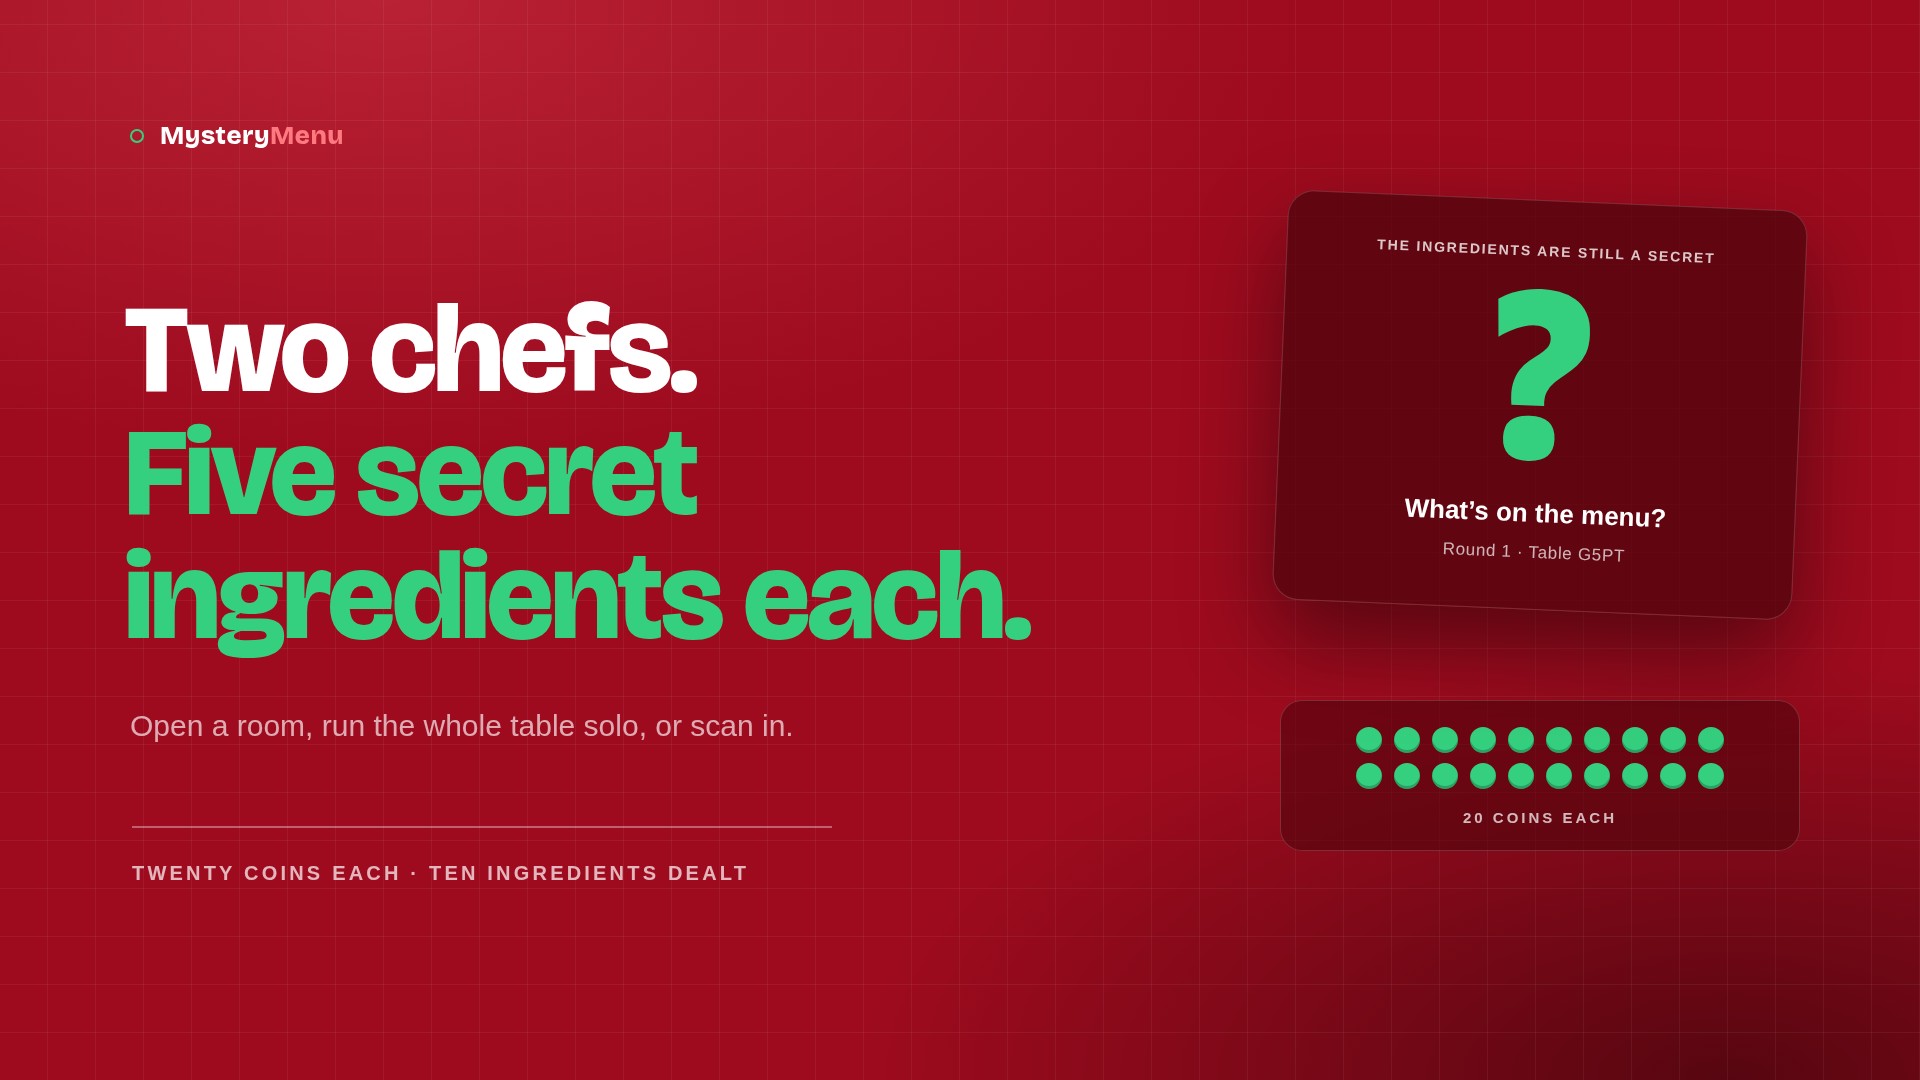 MysteryMenu
Two chefs.
Five secret
ingredients each.
Open a room, run the whole table solo, or scan in.
TWENTY COINS EACH · TEN INGREDIENTS DEALT
THE INGREDIENTS ARE STILL A SECRET
?
What’s on the menu?
Round 1 · Table G5PT
20 COINS EACH